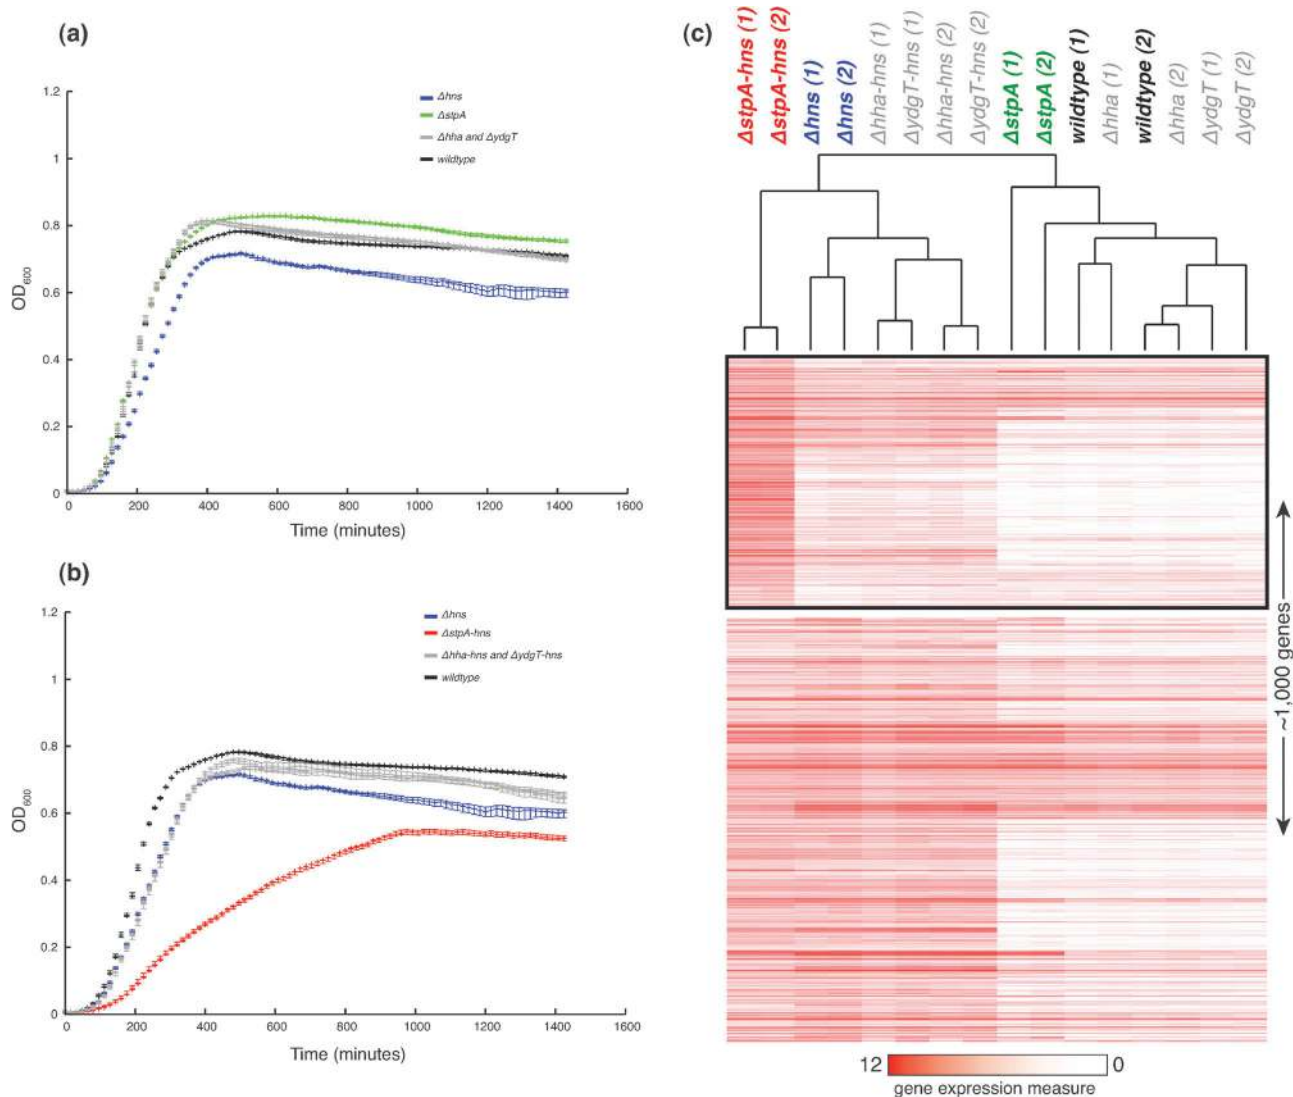 (a)
1.2
1
0.8
0.6
0.4
0.2
0
OD600
0 200 400 600 800 1000 1200 1400 1600
Time (minutes)
Δhns
ΔstpA
Δhha and ΔydgT
wildtype
(b)
1.2
1
0.8
0.6
0.4
0.2
0
OD600
0 200 400 600 800 1000 1200 1400 1600
Time (minutes)
Δhns
ΔstpA-hns
Δhha-hns and ΔydgT-hns
wildtype
(c)
ΔstpA-hns (1)
ΔstpA-hns (2)
Δhns (1)
Δhns (2)
Δhha-hns (1)
ΔydgT-hns (1)
Δhha-hns (2)
ΔydgT-hns (2)
ΔstpA (1)
ΔstpA (2)
wildtype (1)
Δhha (1)
wildtype (2)
Δhha (2)
ΔydgT (1)
ΔydgT (2)
~1,000 genes
12 0
gene expression measure